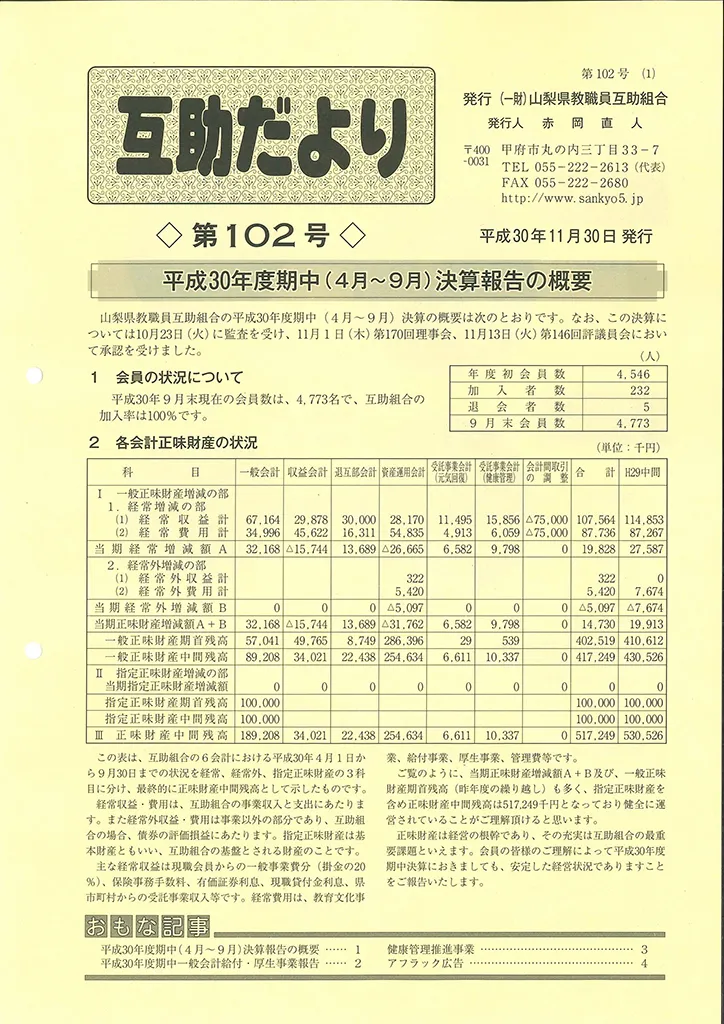 第102号 (1)
互助だより
発行 (一財)山梨県教職員互助組合
発行人 赤岡直人
〒400-0031 甲府市丸の内三丁目33－7
TEL 055－222－2613 (代表)
FAX 055－222－2680
http://www.sankyo5.jp
◇ 第102号 ◇
平成30年11月30日 発行
平成30年度期中(4月〜9月)決算報告の概要
山梨県教職員互助組合の平成30年度期中（4月〜9月）決算の概要は次のとおりです。なお、この決算に
ついては10月23日(火)に監査を受け、11月1日(木)第170回理事会、11月13日(火)第146回評議員会におい
て承認を受けました。
1 会員の状況について
平成30年9月末現在の会員数は、4,773名で、互助組合の
加入率は100％です。
(人)
年度初会員数 4,546
加入者数 232
退会者数 5
9月末会員数 4,773
2 各会計正味財産の状況
(単位：千円)
科目 一般会計 収益会計 退互部会計 資産運用会計 受託事業会計(元気回復) 受託事業会計(健康管理) 会計間取引の調整 合計 H29中間
Ⅰ 一般正味財産増減の部
1．経常増減の部
(1) 経常収益計 67,164 29,878 30,000 28,170 11,495 15,856 △75,000 107,564 114,853
(2) 経常費用計 34,996 45,622 16,311 54,835 4,913 6,059 △75,000 87,736 87,267
当期経常増減額A 32,168 △15,744 13,689 △26,665 6,582 9,798 0 19,828 27,587
2．経常外増減の部
(1) 経常外収益計 322 322 0
(2) 経常外費用計 5,420 5,420 7,674
当期経常外増減額B 0 0 0 △5,097 0 0 0 △5,097 △7,674
当期正味財産増減額A＋B 32,168 △15,744 13,689 △31,762 6,582 9,798 0 14,730 19,913
一般正味財産期首残高 57,041 49,765 8,749 286,396 29 539 402,519 410,612
一般正味財産中間残高 89,208 34,021 22,438 254,634 6,611 10,337 0 417,249 430,526
Ⅱ 指定正味財産増減の部
当期指定正味財産増減額 0 0 0 0 0 0 0 0 0
指定正味財産期首残高 100,000 100,000 100,000
指定正味財産中間残高 100,000 100,000 100,000
Ⅲ 正味財産中間残高 189,208 34,021 22,438 254,634 6,611 10,337 0 517,249 530,526
この表は、互助組合の6会計における平成30年4月1日か
ら9月30日までの状況を経常、経常外、指定正味財産の3科
目に分け、最終的に正味財産中間残高として示したものです。
経常収益・費用は、互助組合の事業収入と支出にあたりま
す。また経常外収益・費用は事業以外の部分であり、互助組
合の場合、債券の評価損益にあたります。指定正味財産は基
本財産ともいい、互助組合の基盤とされる財産のことです。
主な経常収益は現職会員からの一般事業費分（掛金の20
％）、保険事務手数料、有価証券利息、現職貸付金利息、県
市町村からの受託事業収入等です。経常費用は、教育文化事
業、給付事業、厚生事業、管理費等です。
ご覧のように、当期正味財産増減額A＋B及び、一般正味
財産期首残高（昨年度の繰り越し）も多く、指定正味財産を
含め正味財産中間残高は517,249千円となっており健全に運
営されていることがご理解頂けると思います。
正味財産は経営の根幹であり、その充実は互助組合の最重
要課題といえます。会員の皆様のご理解によって平成30年度
期中決算におきましても、安定した経営状況でありますこと
をご報告いたします。
おもな記事
平成30年度期中(4月〜9月)決算報告の概要 …… 1
平成30年度期中一般会計給付・厚生事業報告 …… 2
健康管理推進事業 …… 3
アフラック広告 …… 4